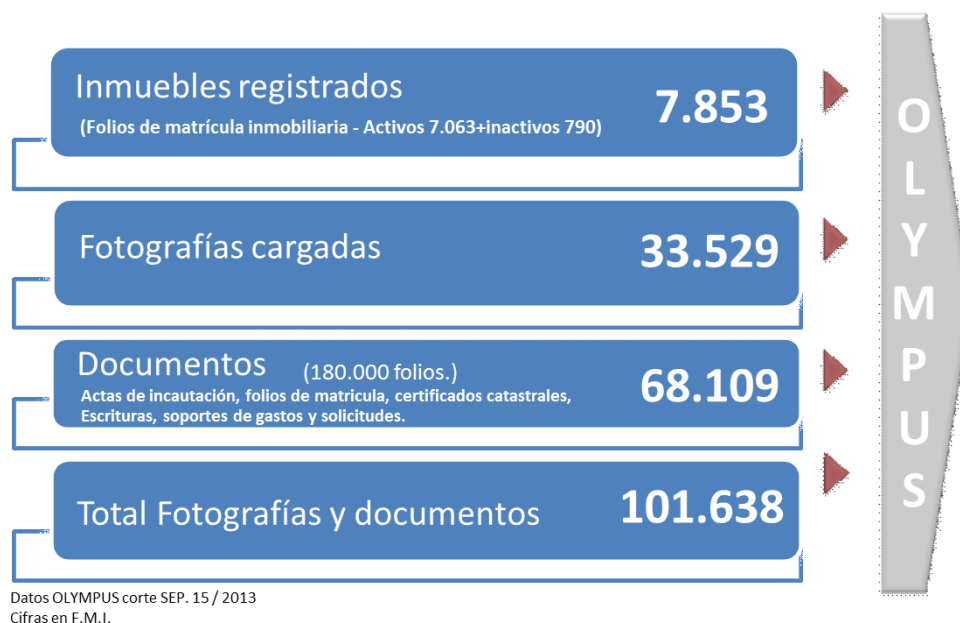 Inmuebles registrados
7.853
(Folios de matrícula inmobiliaria - Activos 7.063+inactivos 790)
Fotografías cargadas
33.529
Documentos (180.000 folios.)
68.109
Actas de incautación, folios de matricula, certificados catastrales,
Escrituras, soportes de gastos y solicitudes.
Total Fotografías y documentos
101.638
OLYMPUS
Datos OLYMPUS corte SEP. 15 / 2013
Cifras en F.M.I.